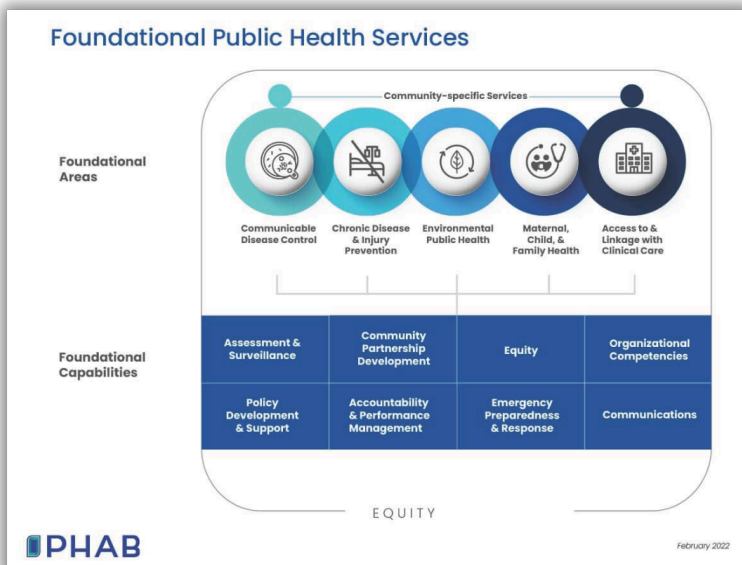 Foundational Public Health Services
Community-specific Services
Foundational
Areas
Communicable
Disease Control
Chronic Disease
& Injury
Prevention
Environmental
Public Health
Maternal,
Child, &
Family Health
Access to &
Linkage with
Clinical Care
Foundational
Capabilities
Assessment &
Surveillance
Community
Partnership
Development
Equity
Organizational
Competencies
Policy
Development
& Support
Accountability
& Performance
Management
Emergency
Preparedness
& Response
Communications
EQUITY
PHAB
February 2022